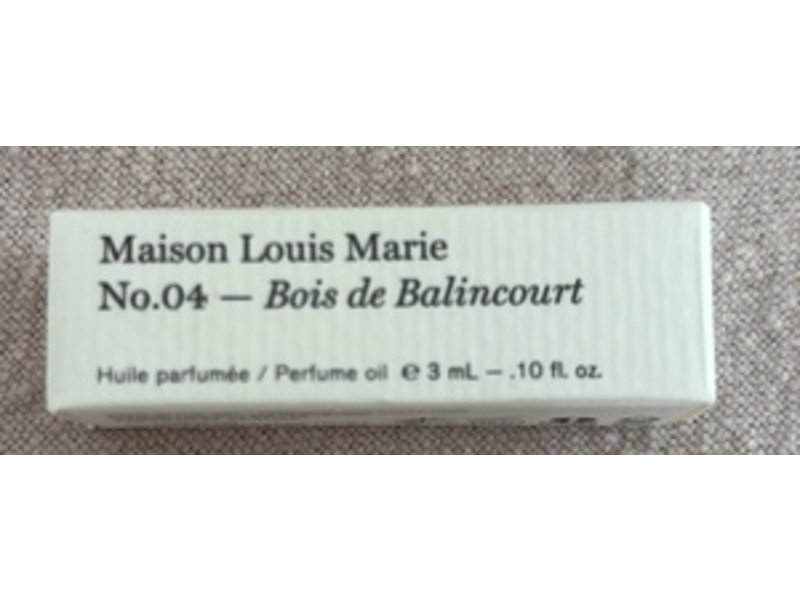 Maison Louis Marie
No.04 — Bois de Balincourt
Huile parfumée / Perfume oil ℮ 3 mL — .10 fl. oz.